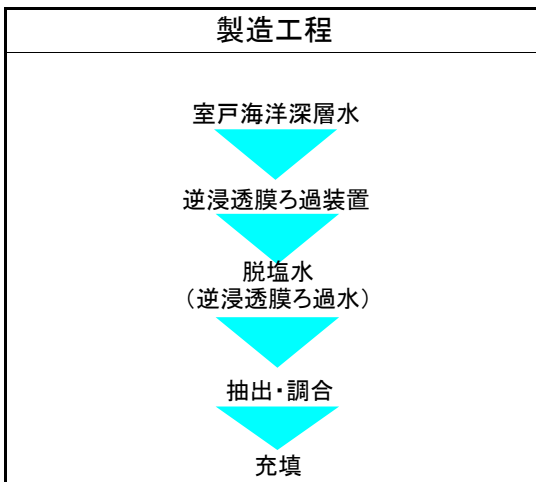 製造工程
室戸海洋深層水
逆浸透膜ろ過装置
脱塩水
（逆浸透膜ろ過水）
抽出・調合
充填